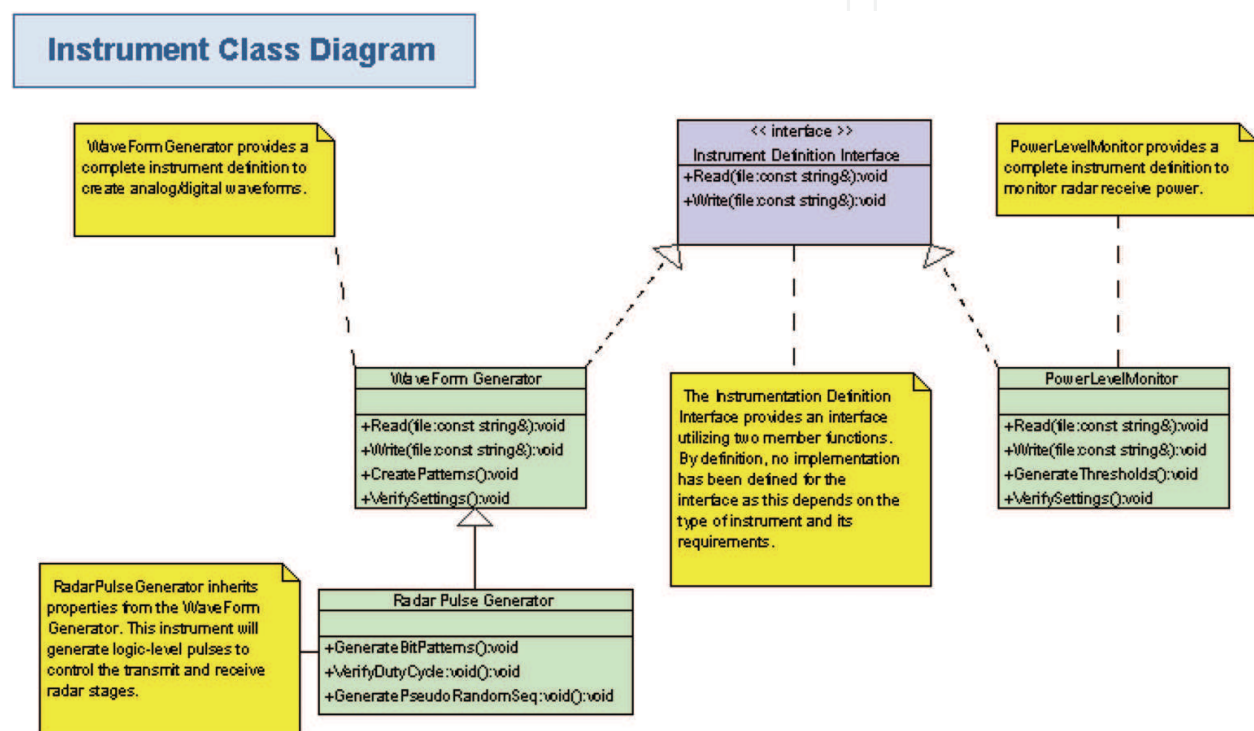 Instrument Class Diagram
WaveFormGenerator provides a
complete instrument definition to
create analog/digital waveforms.
<< interface >>
Instrument Definition Interface
+Read(file:const string&):void
+Write(file:const string&):void
PowerLevelMonitor provides a
complete instrument definition to
monitor radar receive power.
WaveForm Generator
+Read(file:const string&):void
+Write(file:const string&):void
+CreatePatterns():void
+VerifySettings():void
The Instrumentation Definition
Interface provides an interface
utilizing two member functions.
By definition, no implementation
has been defined for the
interface as this depends on the
type of instrument and its
requirements.
PowerLevelMonitor
+Read(file:const string&):void
+Write(file:const string&):void
+GenerateThresholds():void
+VerifySettings():void
RadarPulseGenerator inherits
properties from the WaveForm
Generator. This instrument will
generate logic-level pulses to
control the transmit and receive
radar stages.
Radar Pulse Generator
+GenerateBitPatterns():void
+VerifyDutyCycle:void():void
+GeneratePseudoRandomSeq:void():void